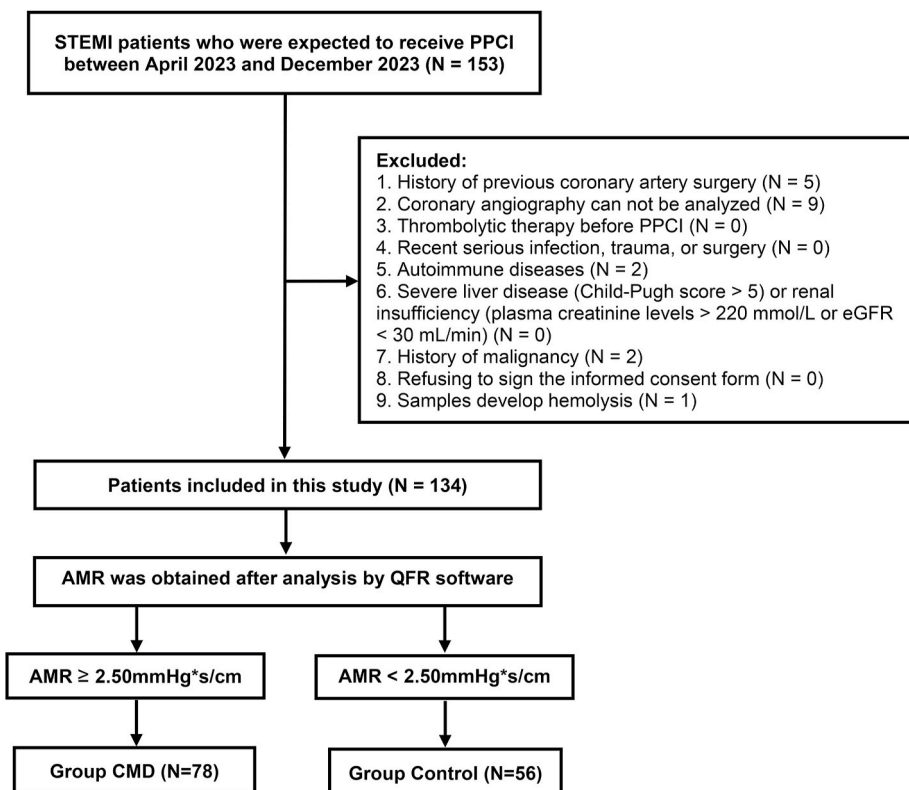 STEMI patients who were expected to receive PPCI
between April 2023 and December 2023 (N = 153)
Excluded:
1. History of previous coronary artery surgery (N = 5)
2. Coronary angiography can not be analyzed (N = 9)
3. Thrombolytic therapy before PPCI (N = 0)
4. Recent serious infection, trauma, or surgery (N = 0)
5. Autoimmune diseases (N = 2)
6. Severe liver disease (Child-Pugh score > 5) or renal
insufficiency (plasma creatinine levels > 220 mmol/L or eGFR
< 30 mL/min) (N = 0)
7. History of malignancy (N = 2)
8. Refusing to sign the informed consent form (N = 0)
9. Samples develop hemolysis (N = 1)
Patients included in this study (N = 134)
AMR was obtained after analysis by QFR software
AMR ≥ 2.50mmHg*s/cm
AMR < 2.50mmHg*s/cm
Group CMD (N=78)
Group Control (N=56)